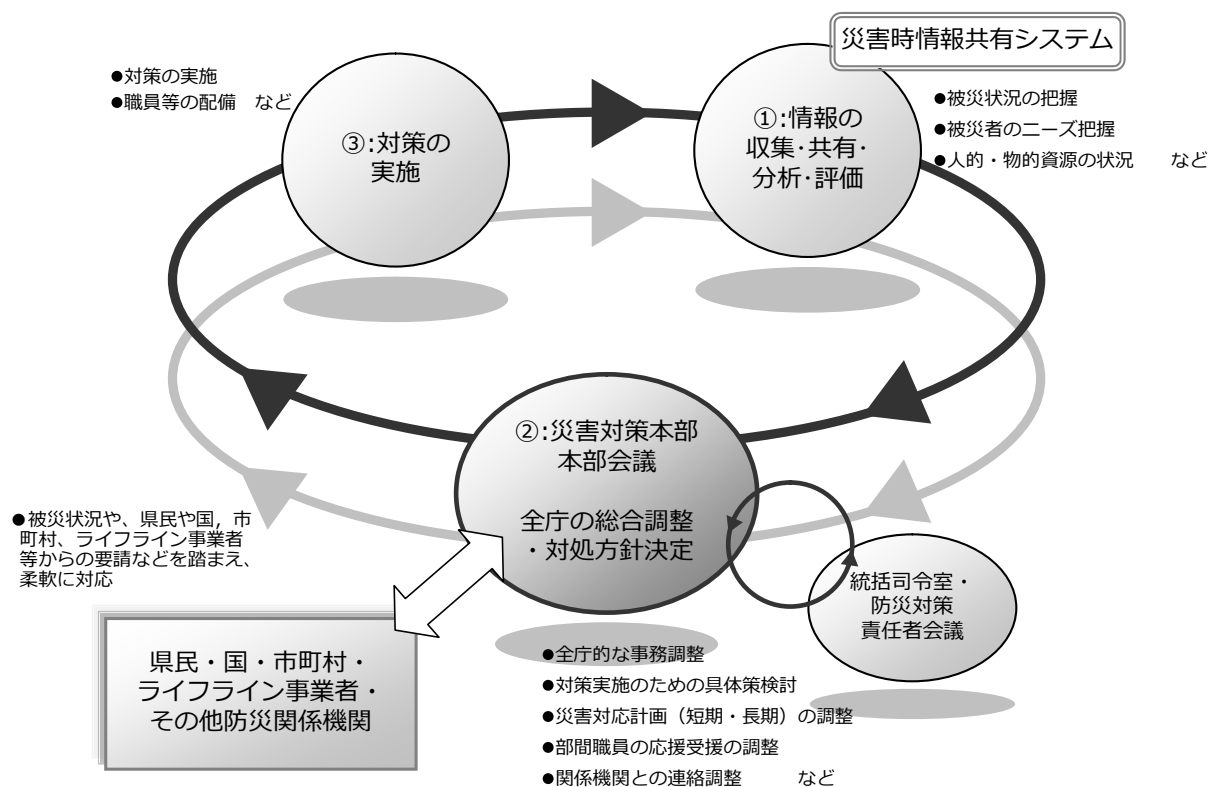 災害時情報共有システム
●対策の実施
●職員等の配備　など
③:対策の
実施
①:情報の
収集･共有･
分析･評価
●被災状況の把握
●被災者のニーズ把握
●人的・物的資源の状況　　など
②:災害対策本部
本部会議
全庁の総合調整
・対処方針決定
●被災状況や、県民や国，市
町村、ライフライン事業者
等からの要請などを踏まえ、
柔軟に対応
統括司令室・
防災対策
責任者会議
県民・国・市町村・
ライフライン事業者・
その他防災関係機関
●全庁的な事務調整
●対策実施のための具体策検討
●災害対応計画（短期・長期）の調整
●部間職員の応援受援の調整
●関係機関との連絡調整　　　など